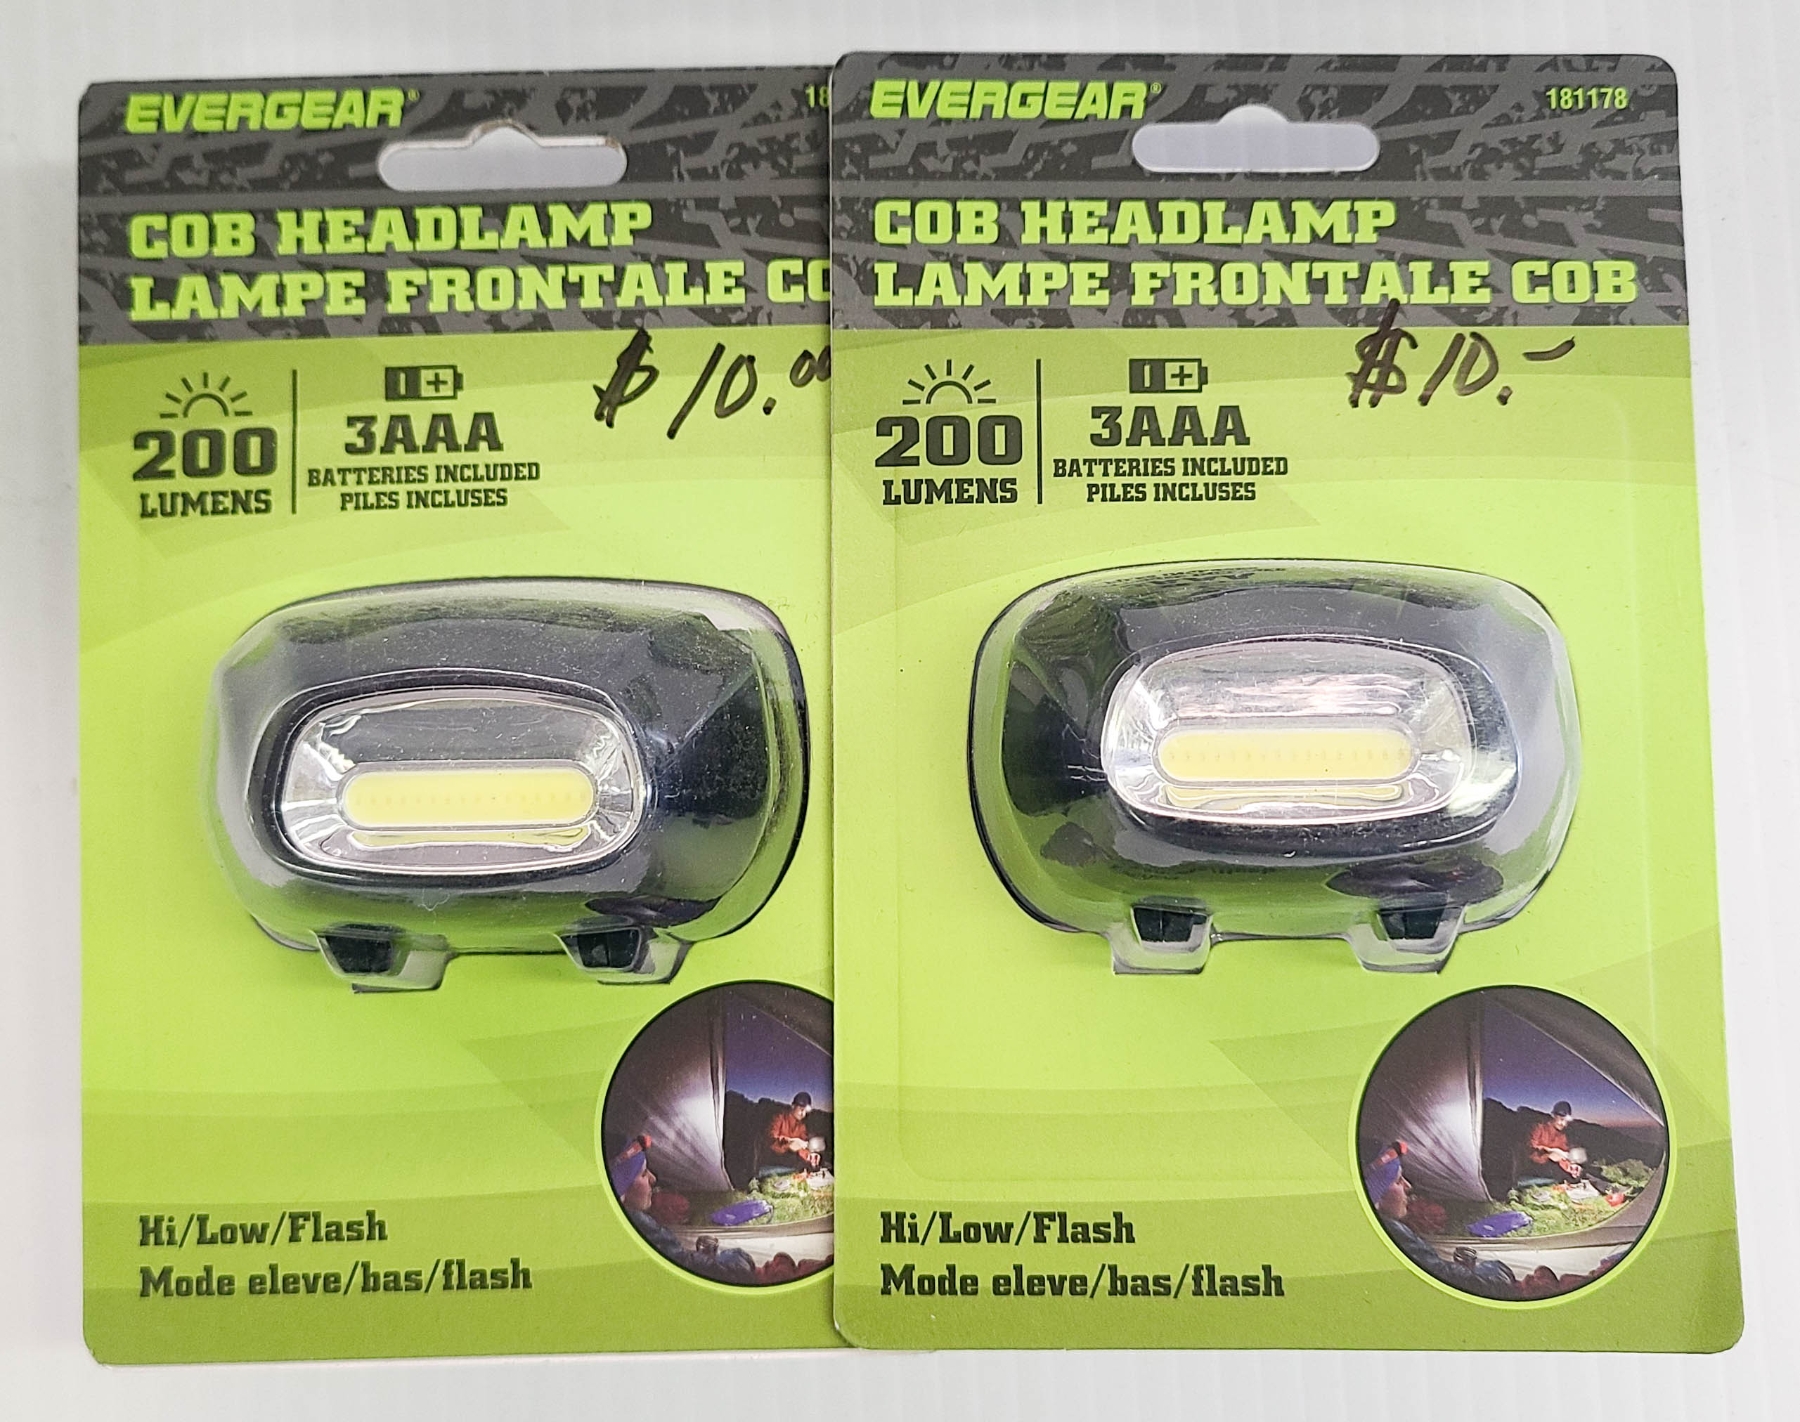 EVERGEAR®
18
COB HEADLAMP
LAMPE FRONTALE CO
$ 10.00
200
LUMENS
3AAA
BATTERIES INCLUDED
PILES INCLUSES
Hi/Low/Flash
Mode eleve/bas/flash
EVERGEAR®
181178
COB HEADLAMP
LAMPE FRONTALE COB
$10.-
200
LUMENS
3AAA
BATTERIES INCLUDED
PILES INCLUSES
Hi/Low/Flash
Mode eleve/bas/flash